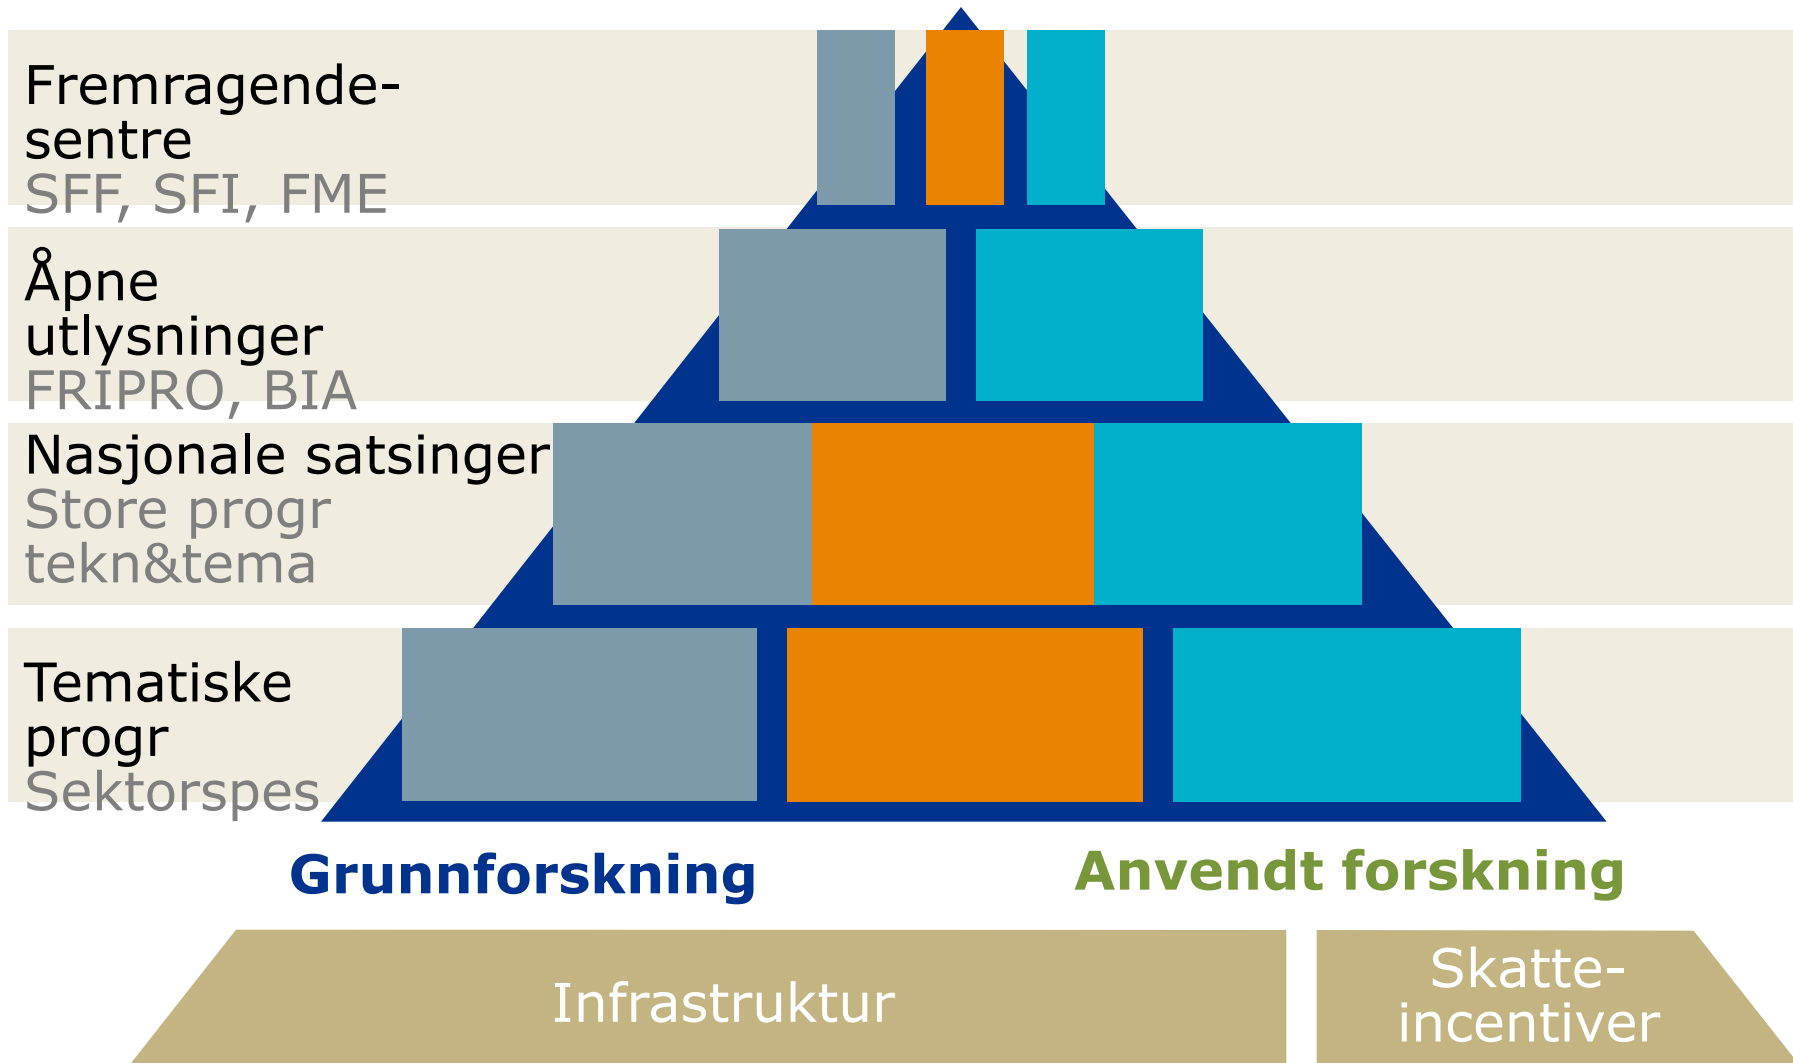 Fremragende-
sentre
SFF, SFI, FME
Åpne
utlysninger
FRIPRO, BIA
Nasjonale satsinger
Store progr
tekn&tema
Tematiske
progr
Sektorspes
Grunnforskning
Anvendt forskning
Infrastruktur
Skatte-
incentiver